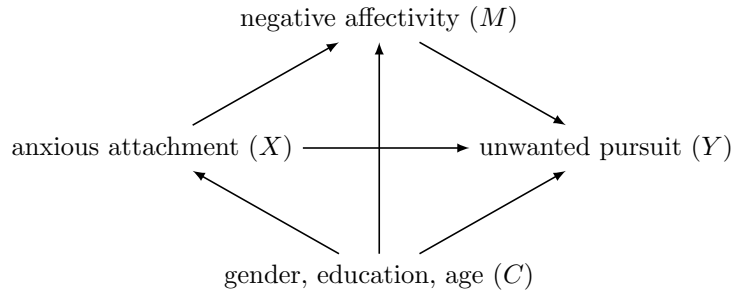 negative affectivity (M)
anxious attachment (X)
unwanted pursuit (Y)
gender, education, age (C)